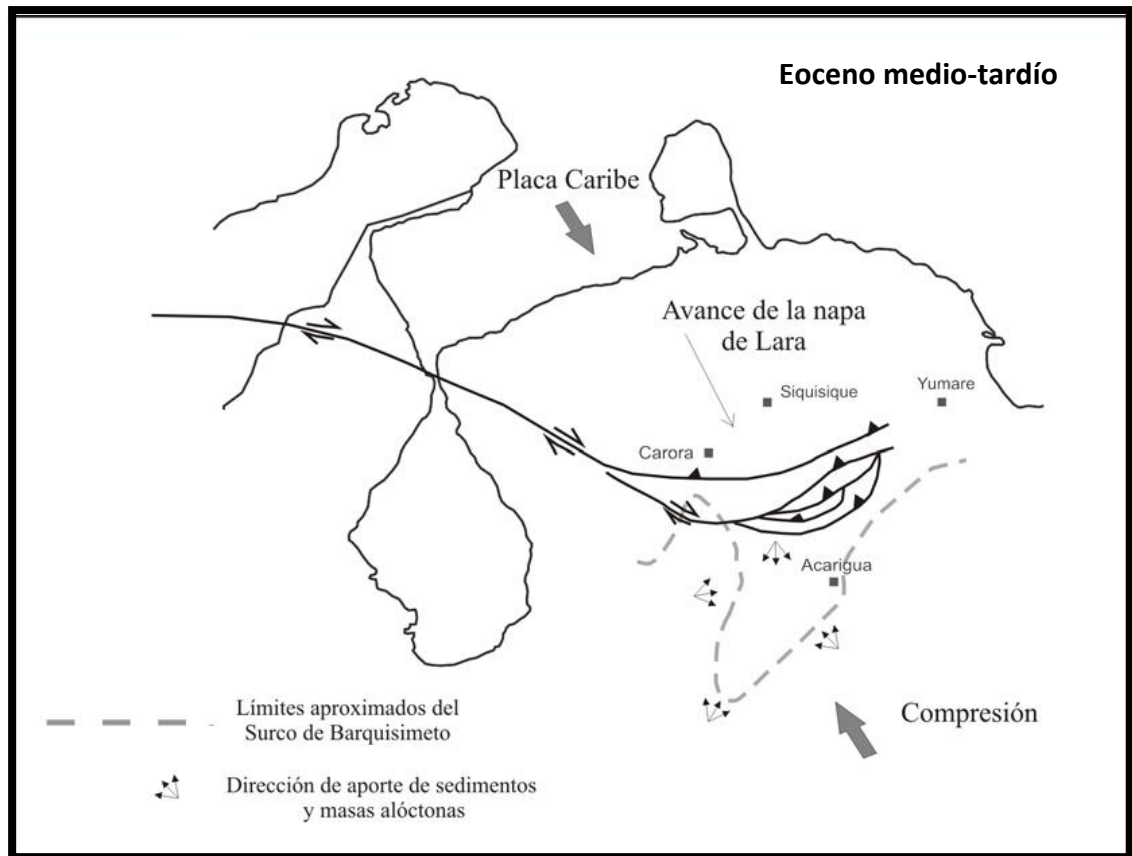 Eoceno medio-tardío
Placa Caribe
Avance de la napa
de Lara
Siquisique
Yumare
Carora
Acarigua
Compresión
Límites aproximados del
Surco de Barquisimeto
Dirección de aporte de sedimentos
y masas alóctonas